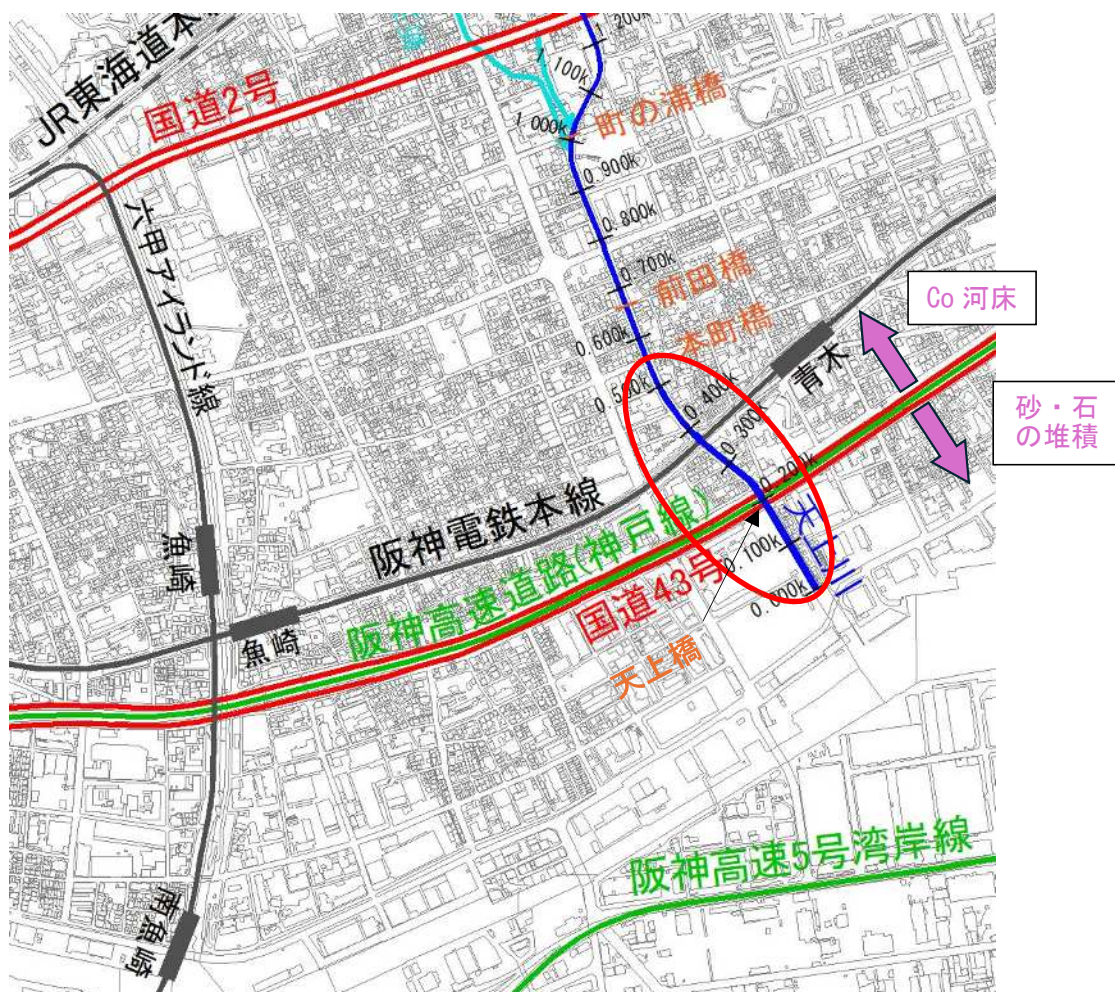 JR東海道本線
国道2号
1.200k
1.100k
町の浦橋
1.000k
0.900k
六甲アイランド線
0.800k
0.700k
前田橋
Co 河床
0.600k
本町橋
青木
0.500k
0.400k
砂・石
の堆積
0.300k
0.200k
阪神電鉄本線
天上川
魚崎
0.100k
阪神高速道路(神戸線)
国道43号
0.000k
魚崎
天上橋
阪神高速5号湾岸線
南魚崎